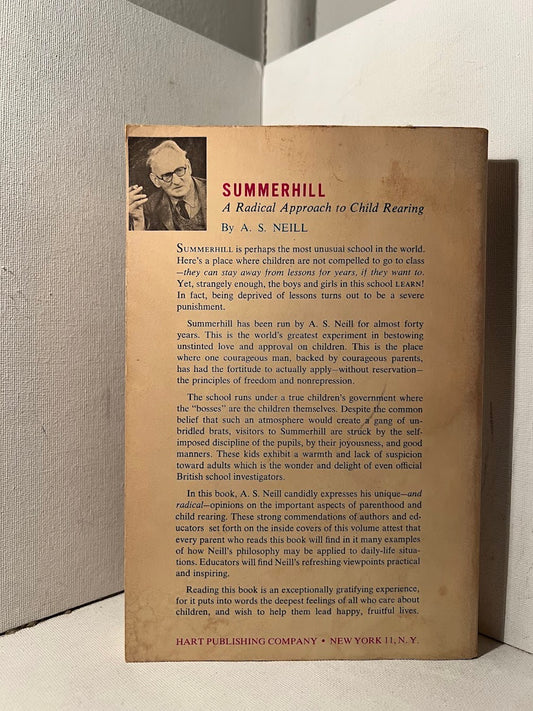 SUMMERHILL
A Radical Approach to Child Rearing
By A. S. NEILL
SUMMERHILL is perhaps the most unusual school in the world.
Here's a place where children are not compelled to go to class
—they can stay away from lessons for years, if they want to.
Yet, strangely enough, the boys and girls in this school LEARN!
In fact, being deprived of lessons turns out to be a severe
punishment.
Summerhill has been run by A. S. Neill for almost forty
years. This is the world's greatest experiment in bestowing
unstinted love and approval on children. This is the place
where one courageous man, backed by courageous parents,
has had the fortitude to actually apply—without reservation—
the principles of freedom and nonrepression.
The school runs under a true children's government where
the "bosses" are the children themselves. Despite the common
belief that such an atmosphere would create a gang of un-
bridled brats, visitors to Summerhill are struck by the self-
imposed discipline of the pupils, by their joyousness, and good
manners. These kids exhibit a warmth and lack of suspicion
toward adults which is the wonder and delight of even official
British school investigators.
In this book, A. S. Neill candidly expresses his unique—and
radical—opinions on the important aspects of parenthood and
child rearing. These strong commendations of authors and ed-
ucators set forth on the inside covers of this volume attest that
every parent who reads this book will find in it many examples
of how Neill's philosophy may be applied to daily-life situa-
tions. Educators will find Neill's refreshing viewpoints practical
and inspiring.
Reading this book is an exceptionally gratifying experience,
for it puts into words the deepest feelings of all who care about
children, and wish to help them lead happy, fruitful lives.
HART PUBLISHING COMPANY • NEW YORK 11, N. Y.